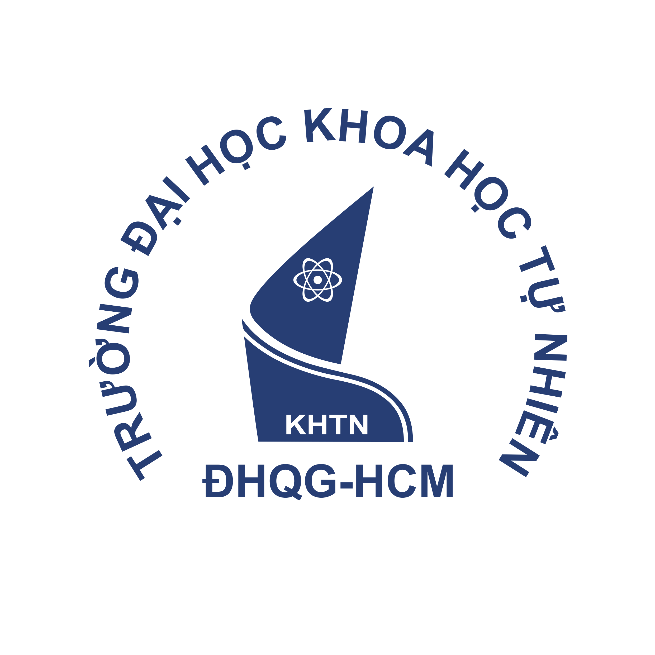 TRƯỜNG ĐẠI HỌC KHOA HỌC TỰ NHIÊN
KHTN
ĐHQG-HCM